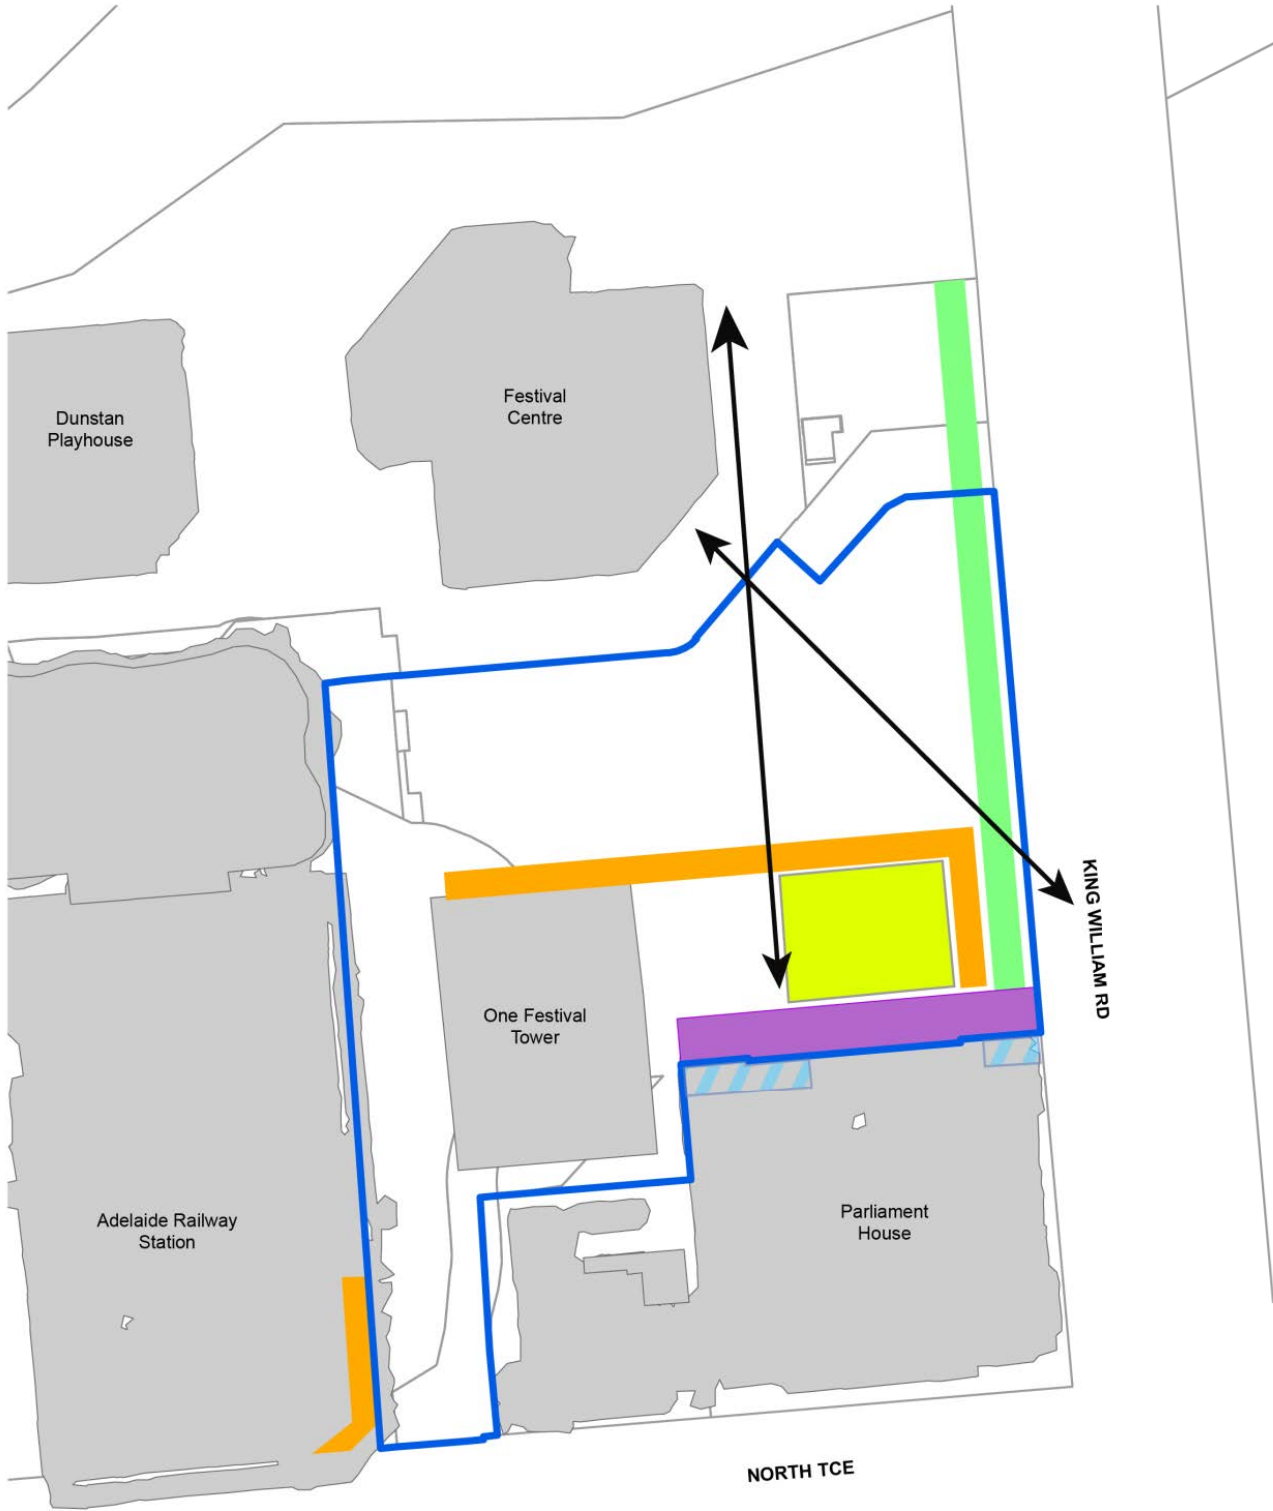 Festival
Centre
Dunstan
Playhouse
KING WILLIAM RD
One Festival
Tower
Adelaide Railway
Station
Parliament
House
NORTH TCE